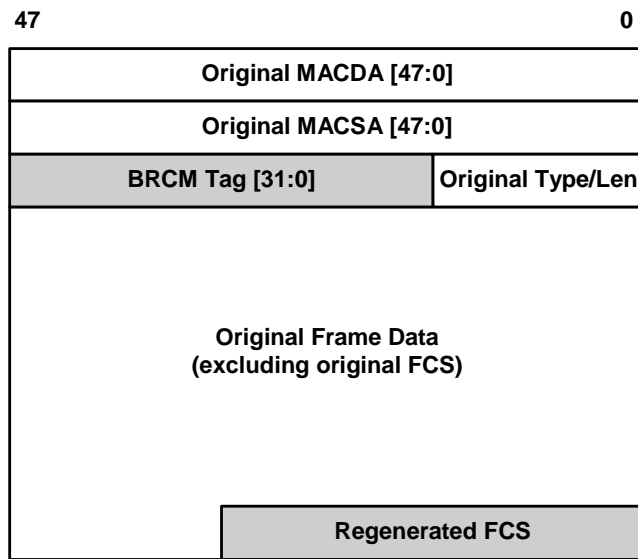 47 0
Original MACDA [47:0]
Original MACSA [47:0]
BRCM Tag [31:0] Original Type/Len
Original Frame Data
(excluding original FCS)
Regenerated FCS